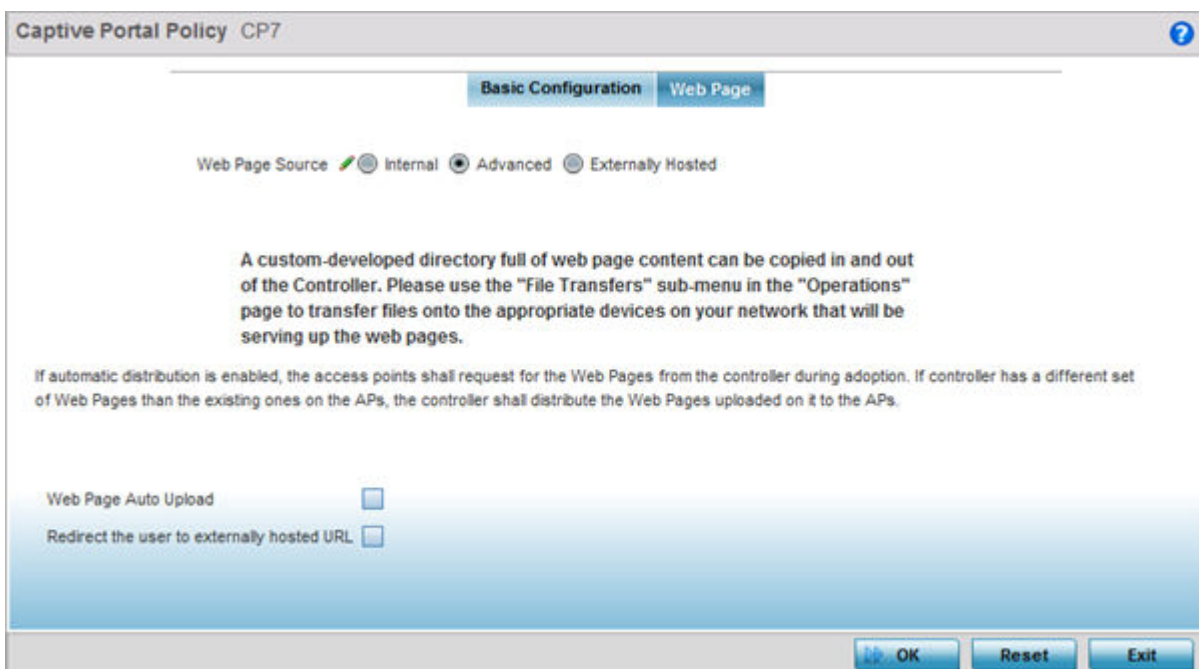 Captive Portal Policy CP7
?
Basic Configuration Web Page
Web Page Source Internal Advanced Externally Hosted
A custom-developed directory full of web page content can be copied in and out
of the Controller. Please use the "File Transfers" sub-menu in the "Operations"
page to transfer files onto the appropriate devices on your network that will be
serving up the web pages.
If automatic distribution is enabled, the access points shall request for the Web Pages from the controller during adoption. If controller has a different set
of Web Pages than the existing ones on the APs, the controller shall distribute the Web Pages uploaded on it to the APs.
Web Page Auto Upload
Redirect the user to externally hosted URL
OK Reset Exit